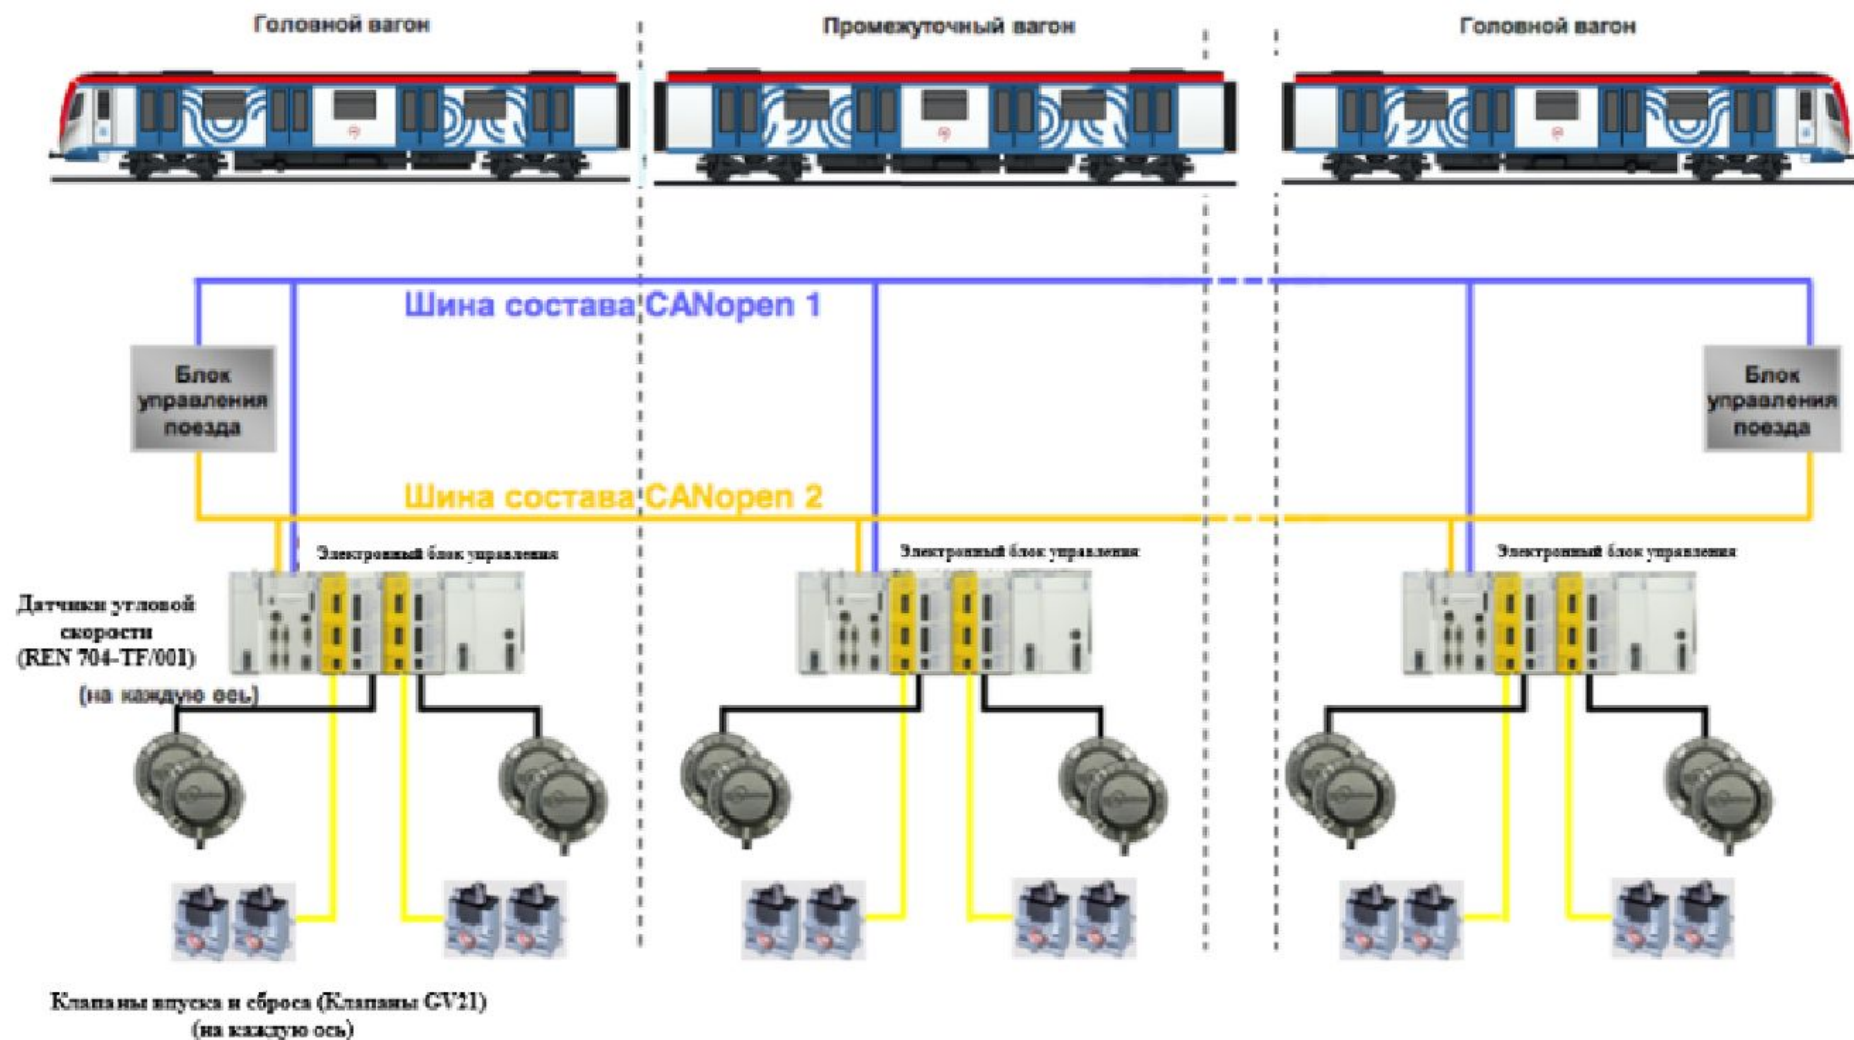 Головной вагон
Промежуточный вагон
Головной вагон
Шина состава CANopen 1
Блок
управления
поезда
Блок
управления
поезда
Шина состава CANopen 2
Электронный блок управления
Электронный блок управления
Электронный блок управления
Датчики угловой
скорости
(REN 704-TF/001)
(на каждую ось)
Клапаны впуска и сброса (Клапаны GV21)
(на каждую ось)